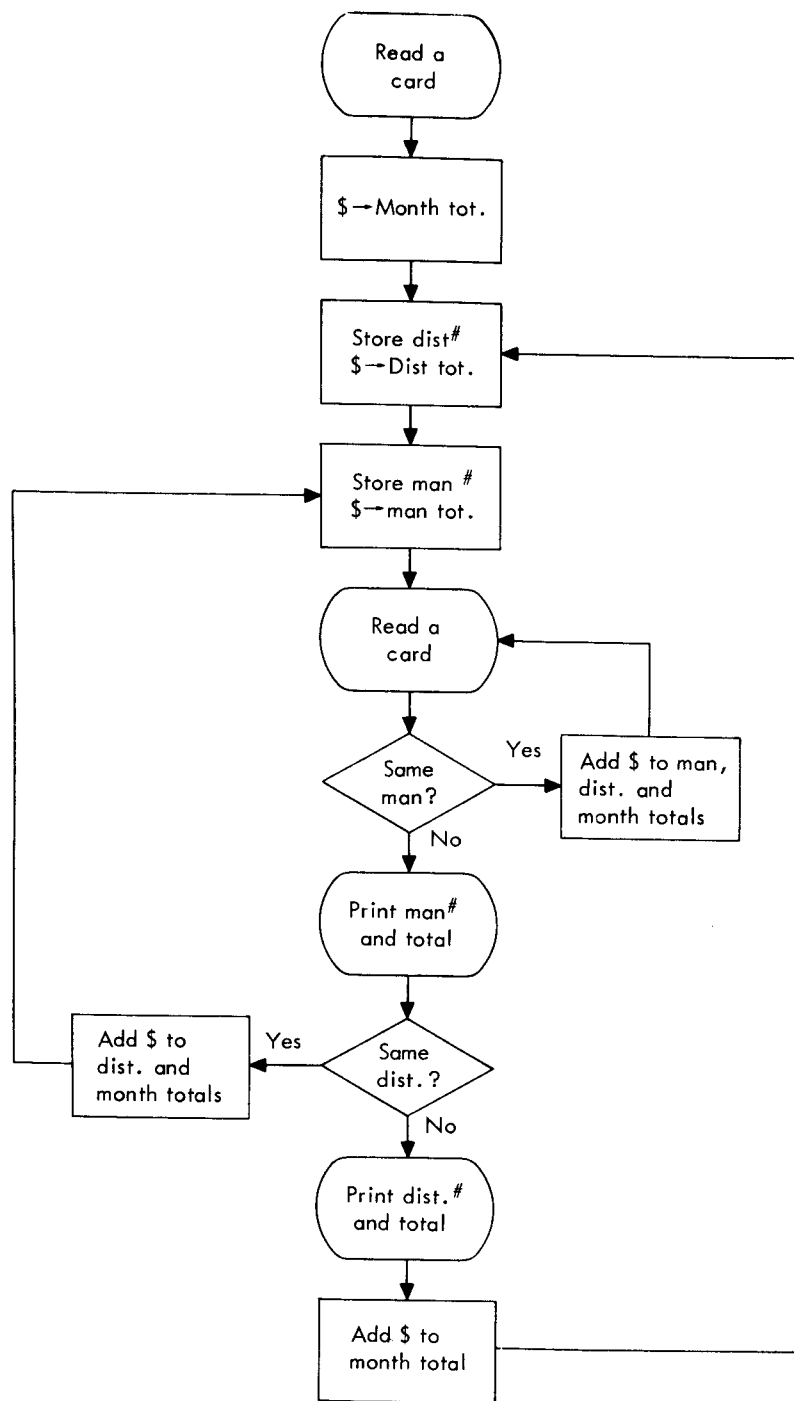 Read a
card
$→Month tot.
Store dist#
$→Dist tot.
Store man #
$→man tot.
Read a
card
Same
man?
Yes
Add $ to man,
dist. and
month totals
No
Print man#
and total
Same
dist.?
Yes
Add $ to
dist. and
month totals
No
Print dist.#
and total
Add $ to
month total